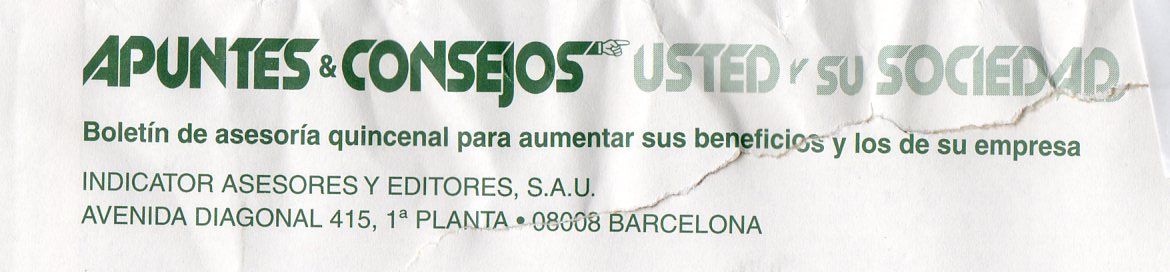 APUNTES & CONSEJOS USTED Y SU SOCIEDAD
Boletín de asesoría quincenal para aumentar sus beneficios y los de su empresa
INDICATOR ASESORES Y EDITORES, S.A.U.
AVENIDA DIAGONAL 415, 1ª PLANTA • 08008 BARCELONA